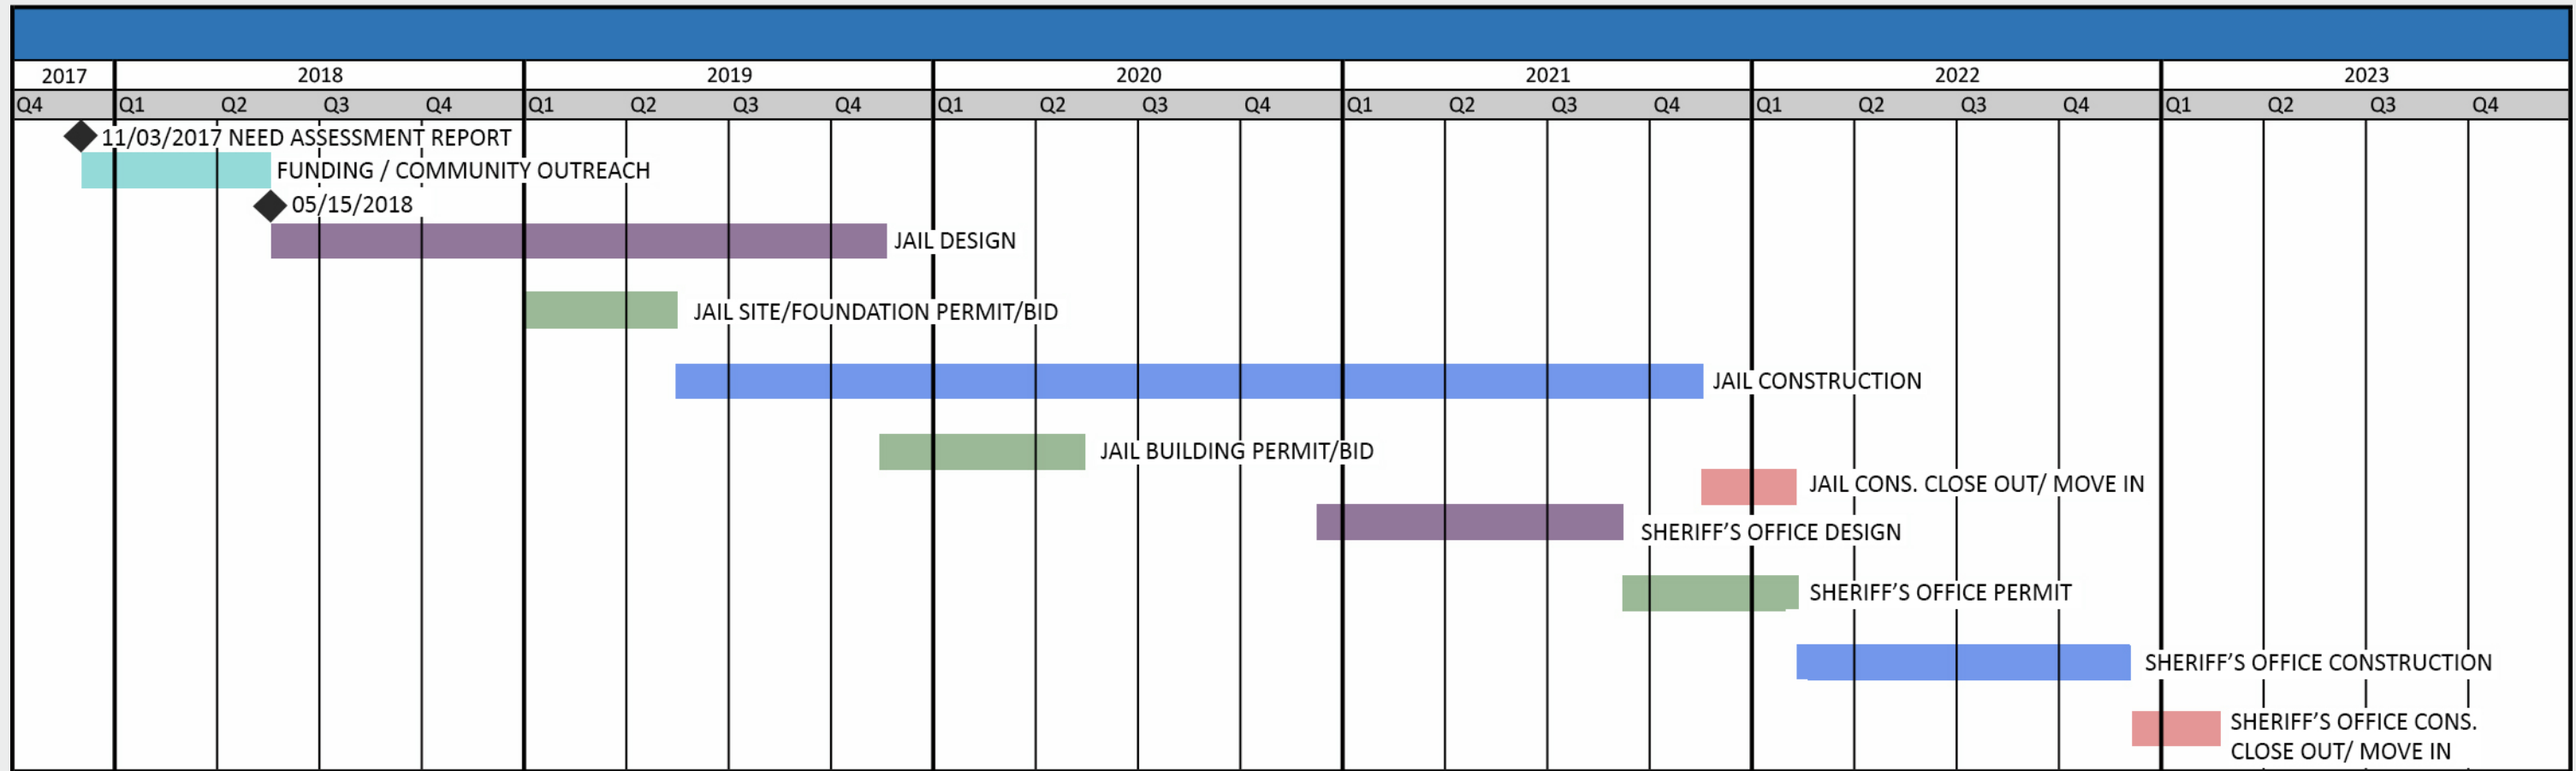 2017 2018 2019 2020 2021 2022 2023
Q4 Q1 Q2 Q3 Q4 Q1 Q2 Q3 Q4 Q1 Q2 Q3 Q4 Q1 Q2 Q3 Q4 Q1 Q2 Q3 Q4 Q1 Q2 Q3 Q4
11/03/2017 NEED ASSESSMENT REPORT
FUNDING / COMMUNITY OUTREACH
05/15/2018
JAIL DESIGN
JAIL SITE/FOUNDATION PERMIT/BID
JAIL CONSTRUCTION
JAIL BUILDING PERMIT/BID
JAIL CONS. CLOSE OUT/ MOVE IN
SHERIFF’S OFFICE DESIGN
SHERIFF’S OFFICE PERMIT
SHERIFF’S OFFICE CONSTRUCTION
SHERIFF’S OFFICE CONS.
CLOSE OUT/ MOVE IN